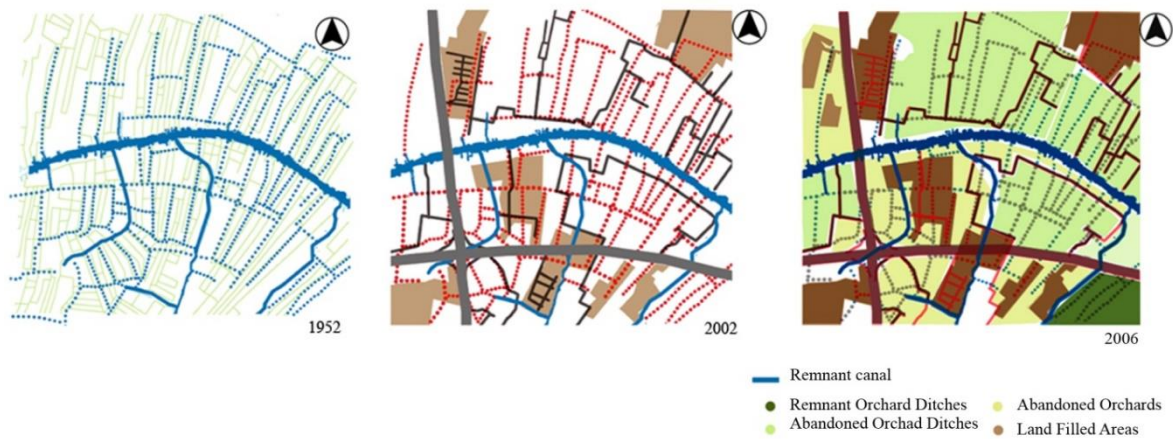 1952
2002
2006
Remnant canal
Remnant Orchard Ditches
Abandoned Orchards
Abandoned Orchad Ditches
Land Filled Areas